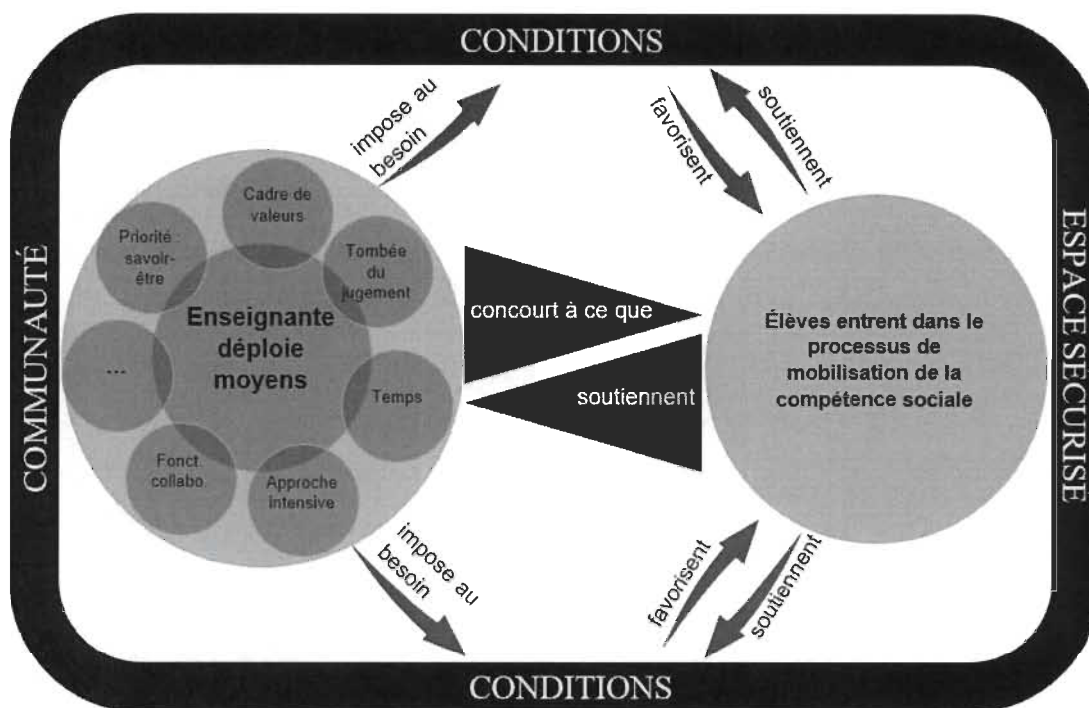 CONDITIONS
COMMUNAUTÉ
impose au
besoin
favorisent
soutiennent
Cadre de
valeurs
Priorité :
savoir-
être
Tombée
du
jugement
Enseignante
déploie
moyens
...
Temps
Fonct.
collabo.
Approche
intensive
concourt à ce que
soutiennent
Élèves entrent dans le
processus de
mobilisation de la
compétence sociale
ESPACE SÉCURISÉ
impose au
besoin
favorisent
soutiennent
CONDITIONS